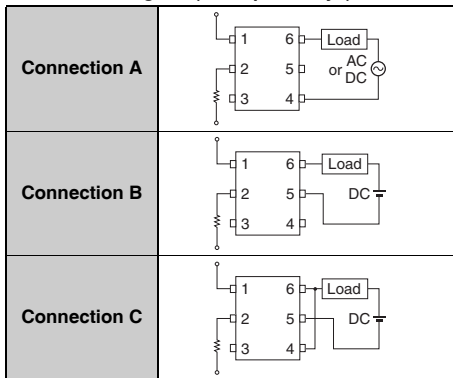 Connection A
1 6 Load
2 5 or AC DC
3 4
Connection B
1 6 Load
2 5 DC
3 4
Connection C
1 6 Load
2 5 DC
3 4